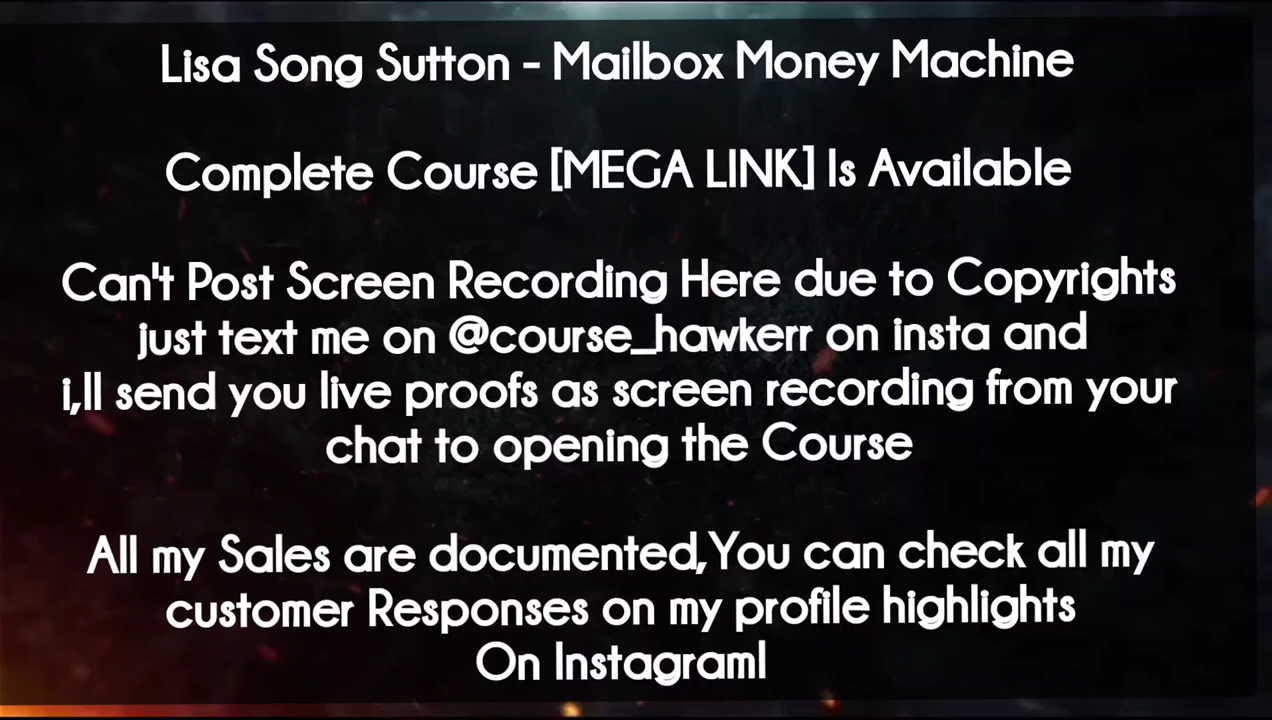 Lisa Song Sutton - Mailbox Money Machine
Complete Course [MEGA LINK] Is Available
Can't Post Screen Recording Here due to Copyrights
just text me on @course_hawkerr on insta and
i,ll send you live proofs as screen recording from your
chat to opening the Course
All my Sales are documented,You can check all my
customer Responses on my profile highlights
On Instagram!